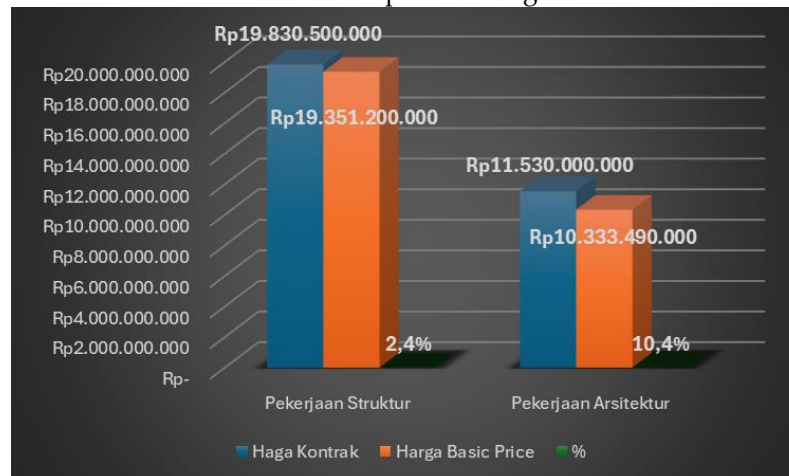 Rp19.830.500.000
Rp20.000.000.000
Rp18.000.000.000
Rp19.351.200.000
Rp16.000.000.000
Rp14.000.000.000
Rp11.530.000.000
Rp12.000.000.000
Rp10.000.000.000
Rp10.333.490.000
Rp8.000.000.000
Rp6.000.000.000
Rp4.000.000.000
Rp2.000.000.000
2,4%
10,4%
Rp-
Pekerjaan Struktur
Pekerjaan Arsitektur
Haga Kontrak
Harga Basic Price
%